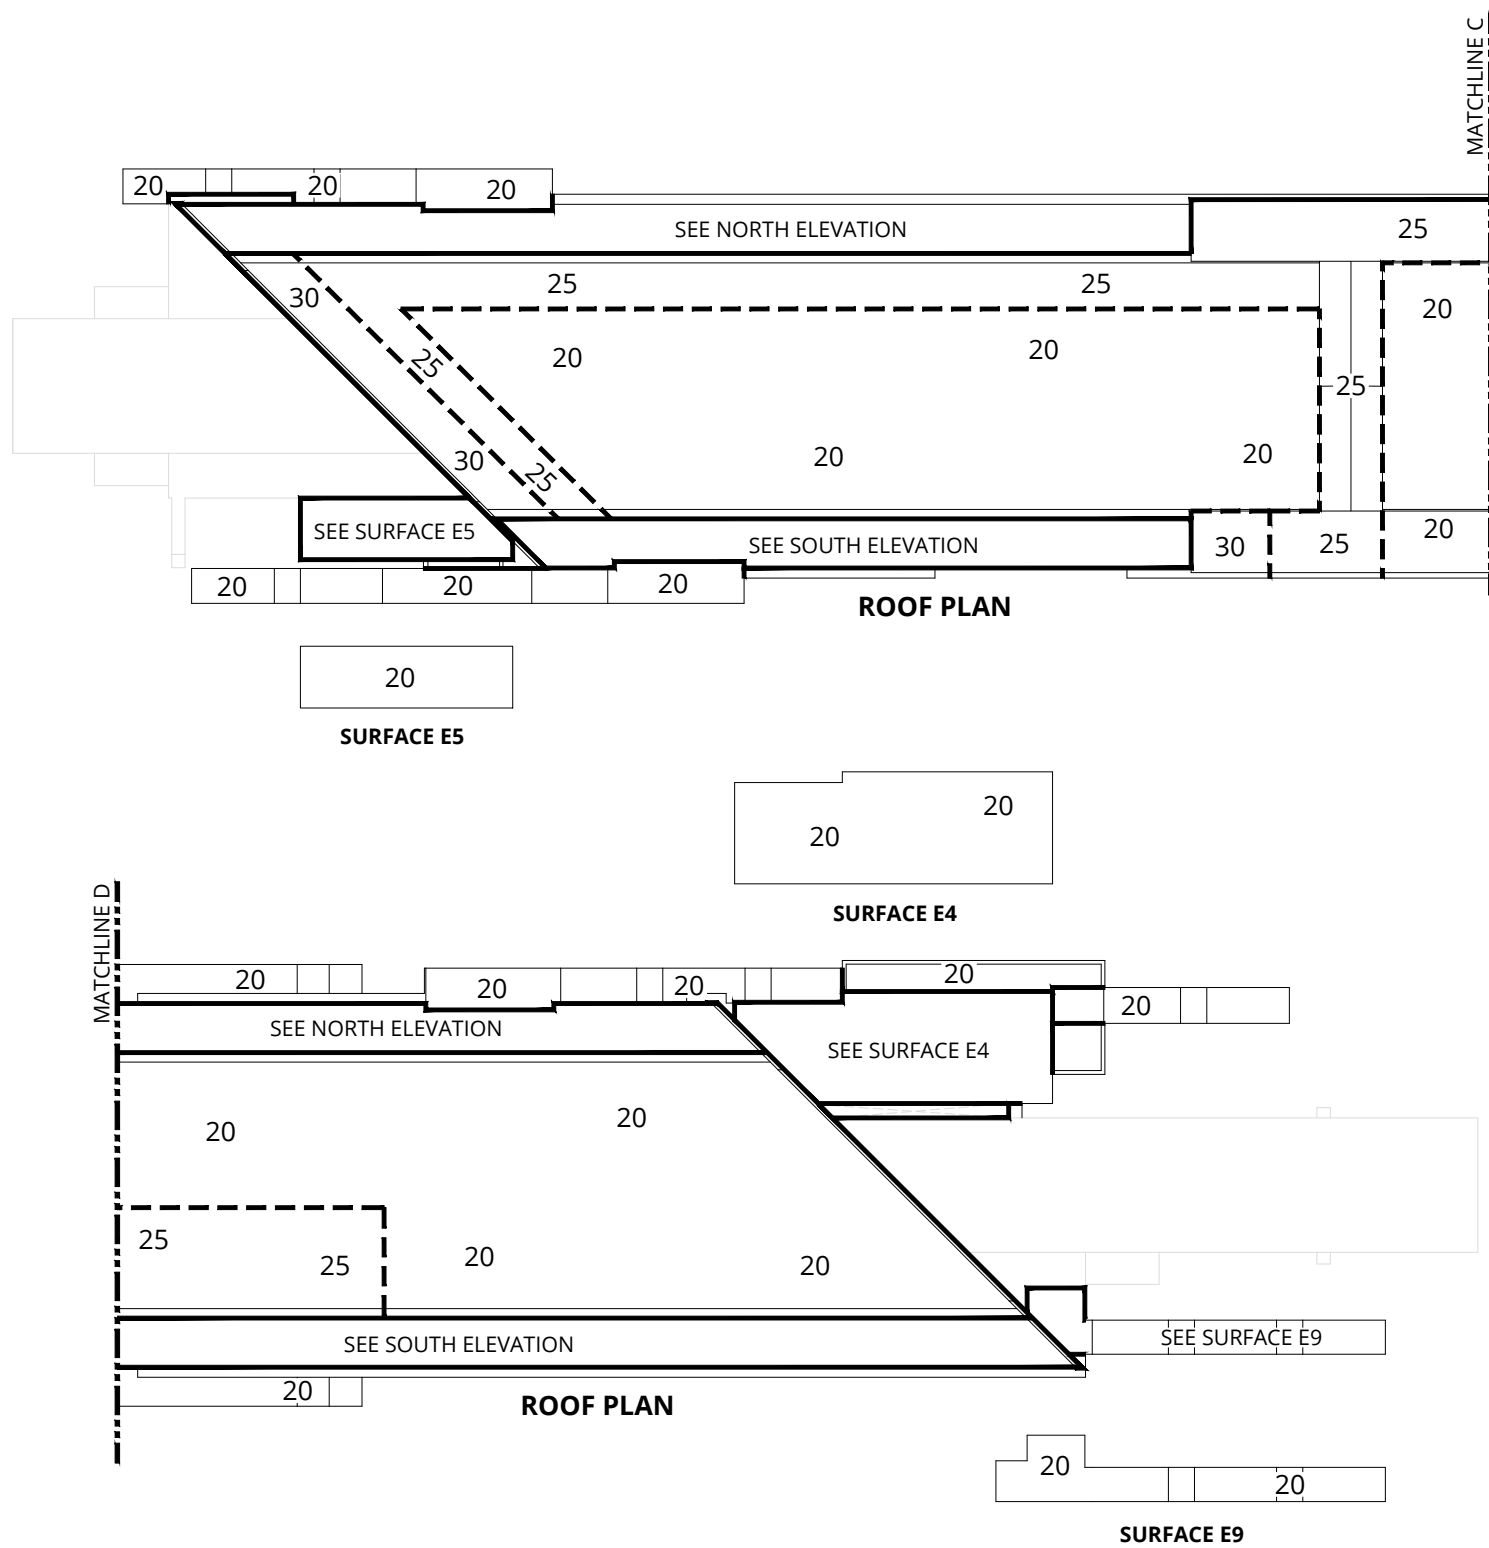 MATCHLINE C
20
20
20
SEE NORTH ELEVATION
25
30
25
25
20
25
20
20
25
20
30
25
20
20
SEE SURFACE E5
SEE SOUTH ELEVATION
30
25
20
20
20
20
ROOF PLAN
20
SURFACE E5
20
20
SURFACE E4
MATCHLINE D
20
20
20
20
20
SEE NORTH ELEVATION
SEE SURFACE E4
20
20
25
25
20
20
SEE SOUTH ELEVATION
SEE SURFACE E9
20
ROOF PLAN
20
20
SURFACE E9